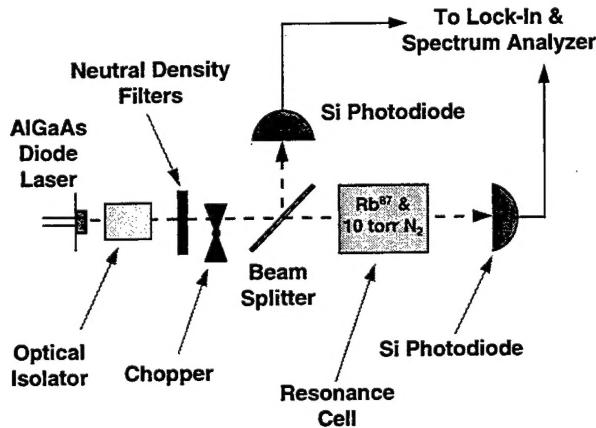 To Lock-In &
Spectrum Analyzer
Neutral Density
Filters
Si Photodiode
AlGaAs
Diode
Laser
Rb⁸⁷ &
10 torr N₂
Beam
Splitter
Optical
Isolator
Chopper
Si Photodiode
Resonance
Cell